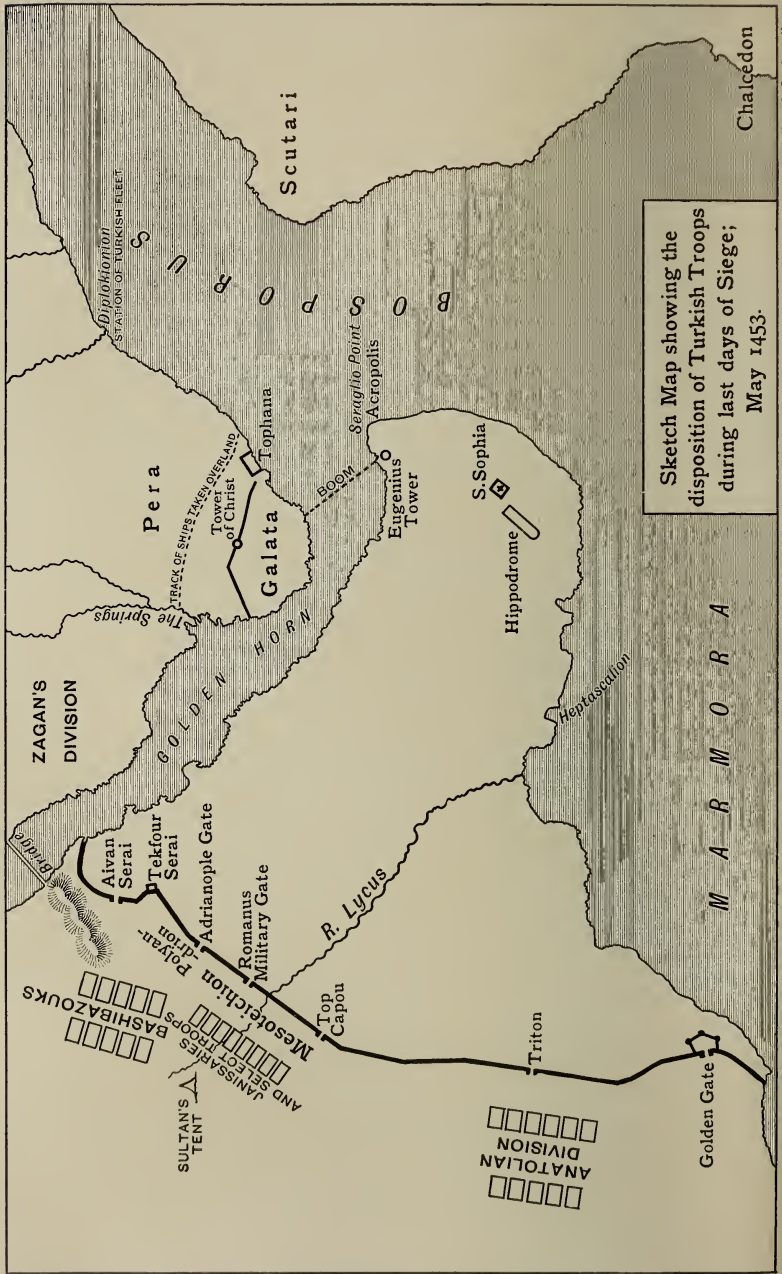 Scutari
Chalcedon
Diplokionion
STATION OF TURKISH FLEET
BOSPORUS
Pera
TRACK OF SHIPS TAKEN OVERLAND
Tophana
Tower
of Christ
Galata
The Springs
BOOM
Seraglio Point
Acropolis
Eugenius
Tower
S. Sophia
Hippodrome
GOLDEN HORN
ZAGAN'S
DIVISION
Bridge
Aivan
Serai
Tekfour
Serai
Adrianople Gate
Polyan-
-drion
Romanus
Military Gate
Mesoteichion
BASHIBAZOUKS
JANISSARIES
AND SELECT TROOPS
SULTAN'S
TENT
Top
Capou
R. Lycus
Heptascalion
MARMORA
Triton
ANATOLIAN
DIVISION
Golden Gate
Sketch Map showing the
disposition of Turkish Troops
during last days of Siege;
May 1453.